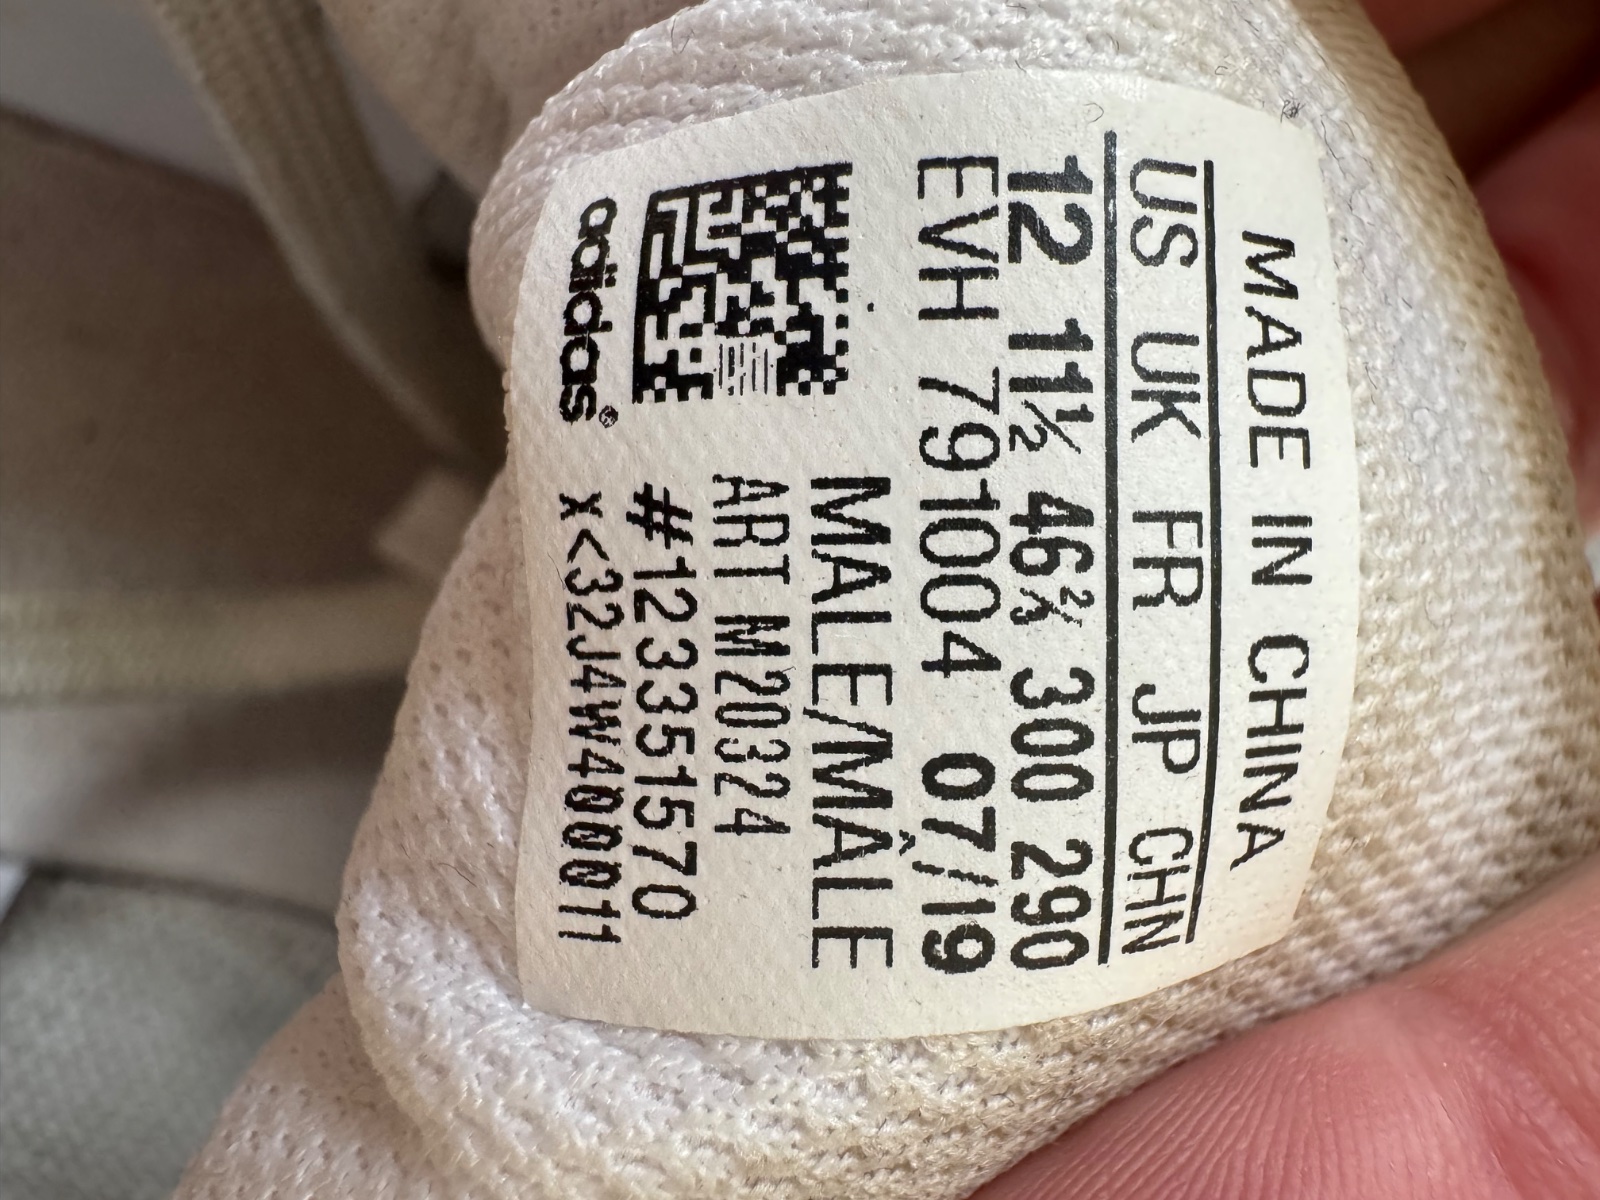 MADE IN CHINA
US UK FR JP CHN
12 11½ 46⅔ 300 290
EVH 791004 07/19
MALE/MÂLE
ART M20324
#123351570
X<32J4W400011
adidas®